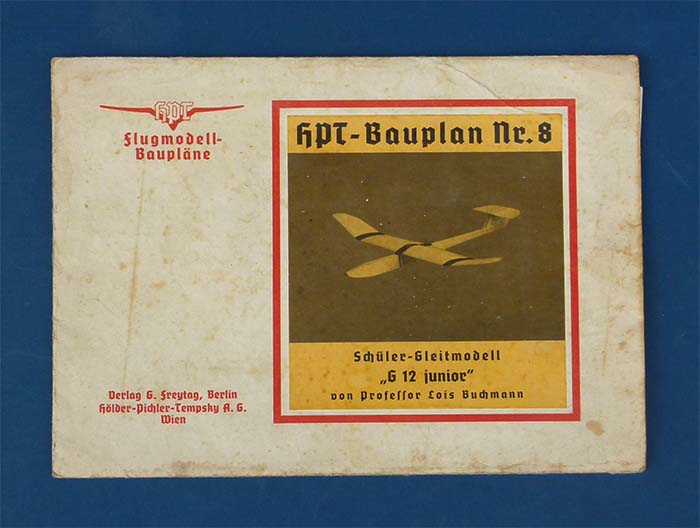 HPT
Flugmodell-
Baupläne
HPT-Bauplan Nr. 8
Schüler-Gleitmodell
„G 12 junior"
von Professor Lois Buchmann
Verlag G. Freytag, Berlin
Hölder-Pichler-Tempsky A. G.
Wien